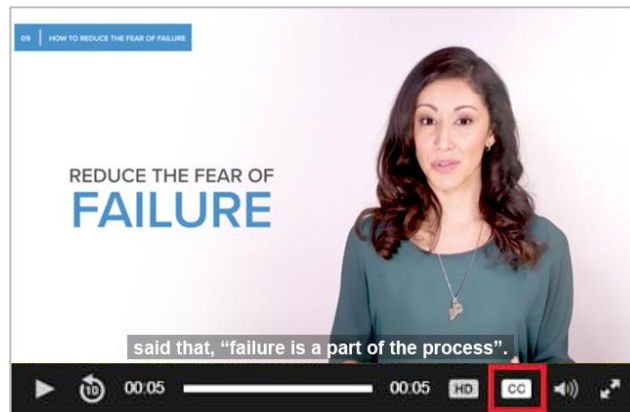 09 | HOW TO REDUCE THE FEAR OF FAILURE
REDUCE THE FEAR OF
FAILURE
said that, “failure is a part of the process”.
10 00:05 00:05 HD CC